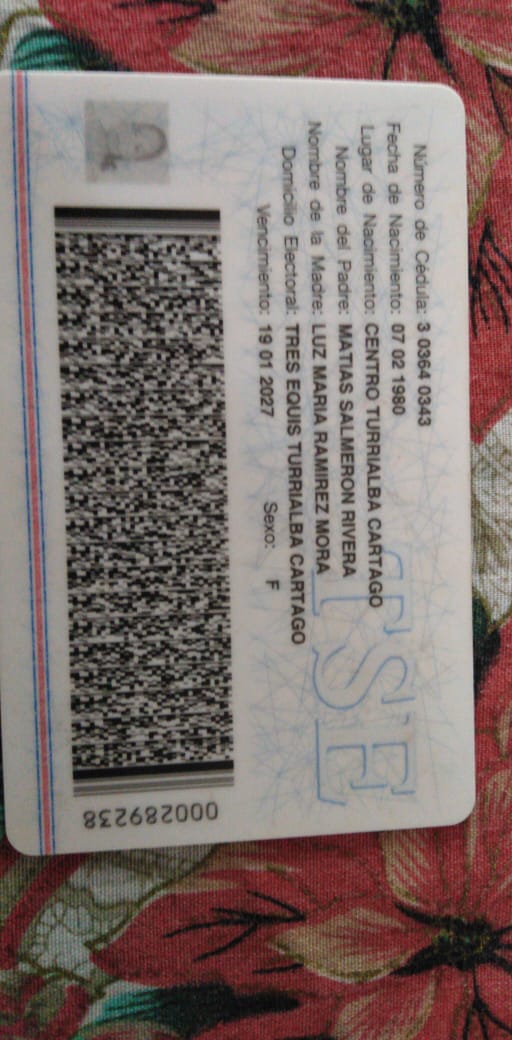 Número de Cédula: 3 0364 0343
Fecha de Nacimiento: 07 02 1980
Lugar de Nacimiento: CENTRO TURRIALBA CARTAGO
Nombre del Padre: MATIAS SALMERON RIVERA
Nombre de la Madre: LUZ MARIA RAMIREZ MORA
Domicilio Electoral: TRES EQUIS TURRIALBA CARTAGO
Vencimiento: 19 01 2027 Sexo: F
TSE
000289238